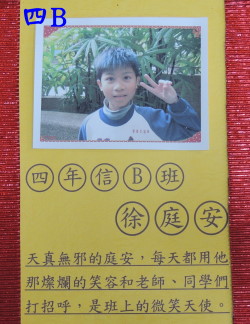 四B
四年信B班
徐庭安
天真無邪的庭安，每天都用他
那燦爛的笑容和老師、同學們
打招呼，是班上的微笑天使。